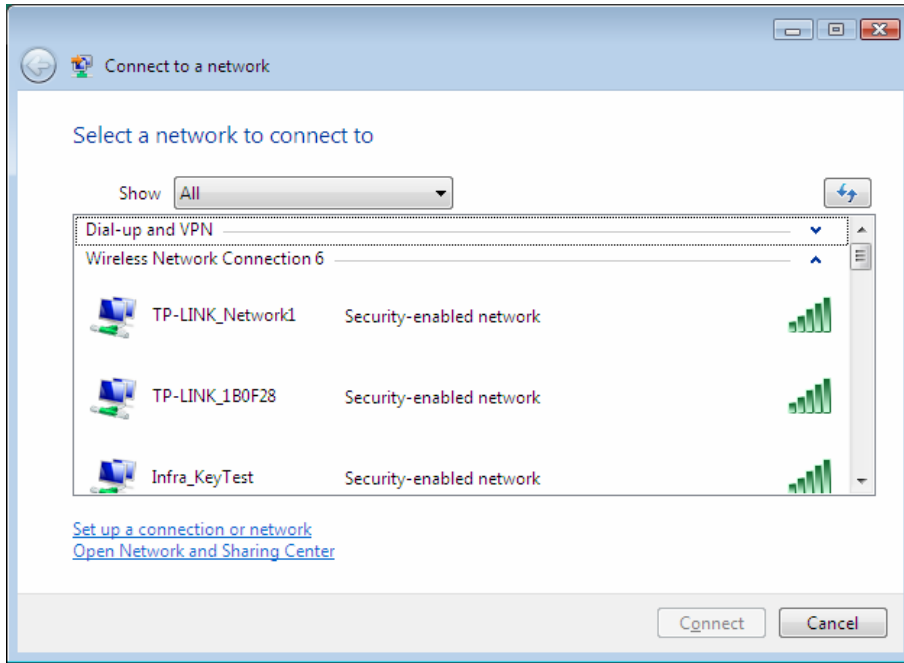 Connect to a network
Select a network to connect to
Show All
Dial-up and VPN
Wireless Network Connection 6
TP-LINK_Network1 Security-enabled network
TP-LINK_1B0F28 Security-enabled network
Infra_KeyTest Security-enabled network
Set up a connection or network
Open Network and Sharing Center
Connect Cancel